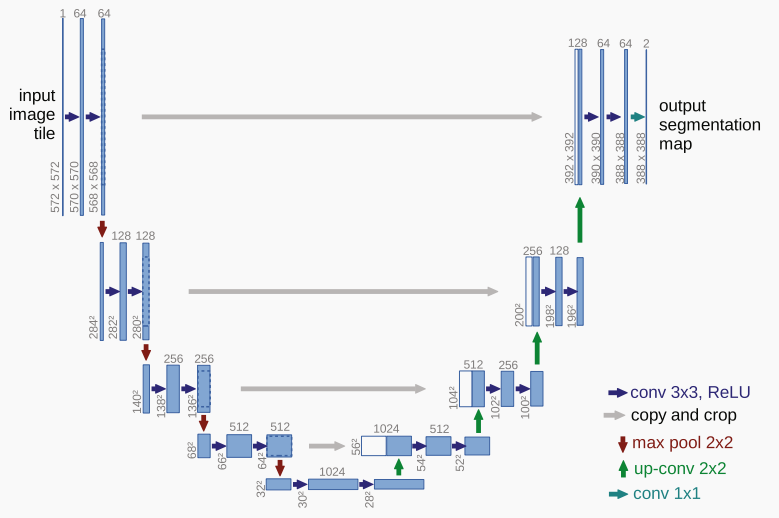 1 64 64
128 64 64 2
input
image
tile
output
segmentation
map
572 x 572
570 x 570
568 x 568
392 x 392
390 x 390
388 x 388
388 x 388
128 128
256 128
284²
282²
280²
200²
198²
196²
256 256
512 256
140²
138²
136²
104²
102²
100²
512 512
1024 512
68²
66²
64²
56²
54²
52²
1024
32²
30²
28²
conv 3x3, ReLU
copy and crop
max pool 2x2
up-conv 2x2
conv 1x1